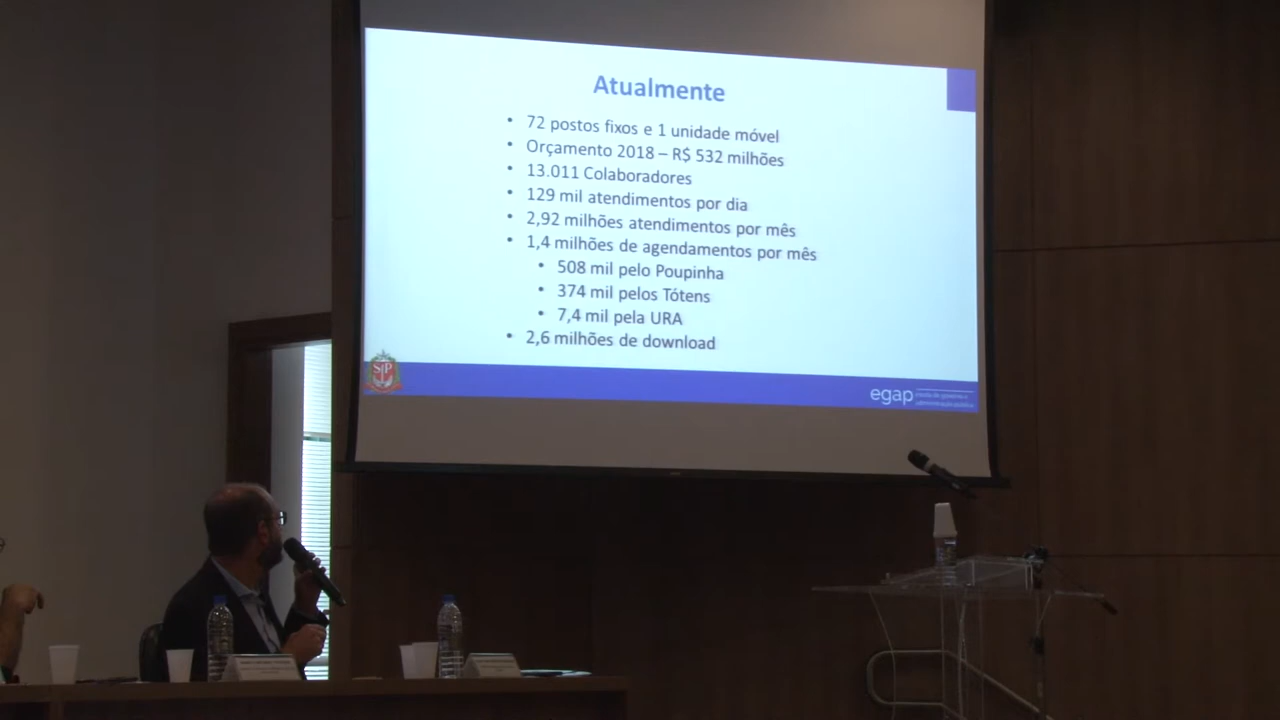 Atualmente
• 72 postos fixos e 1 unidade móvel
• Orçamento 2018 – R$ 532 milhões
• 13.011 Colaboradores
• 129 mil atendimentos por dia
• 2,92 milhões atendimentos por mês
• 1,4 milhões de agendamentos por mês
• 508 mil pelo Poupinha
• 374 mil pelos Tótens
• 7,4 mil pela URA
• 2,6 milhões de download
SP
egap